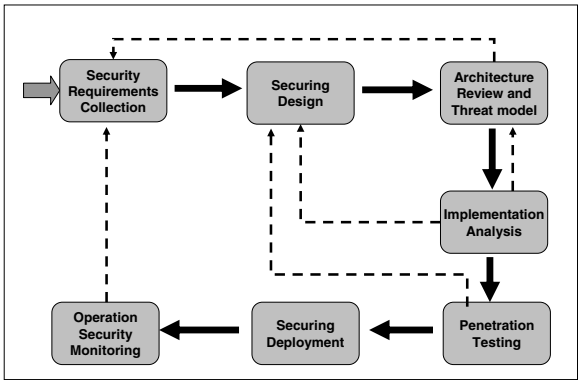 Security
Requirements
Collection
Securing
Design
Architecture
Review and
Threat model
Implementation
Analysis
Operation
Security
Monitoring
Securing
Deployment
Penetration
Testing